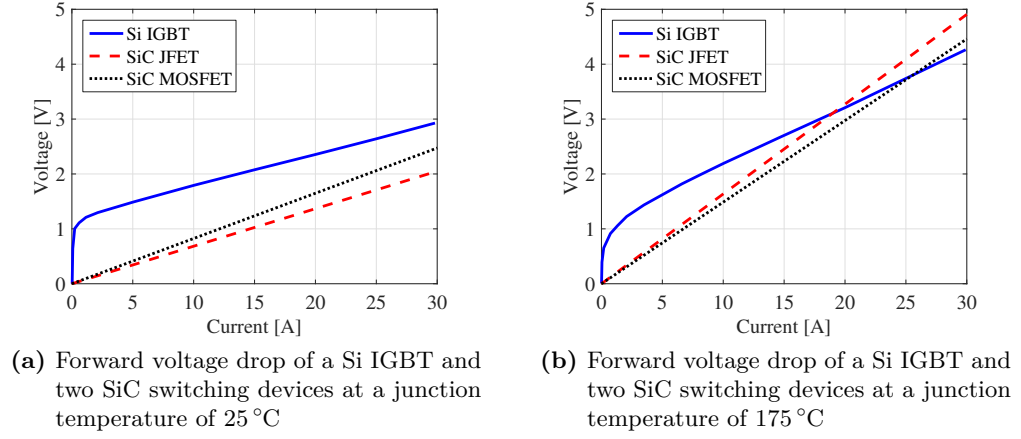 5
4
3
2
1
0
Voltage [V]
Si IGBT
SiC JFET
SiC MOSFET
0 5 10 15 20 25 30
Current [A]
(a) Forward voltage drop of a Si IGBT and
two SiC switching devices at a junction
temperature of 25 °C
5
4
3
2
1
0
Voltage [V]
Si IGBT
SiC JFET
SiC MOSFET
0 5 10 15 20 25 30
Current [A]
(b) Forward voltage drop of a Si IGBT and
two SiC switching devices at a junction
temperature of 175 °C